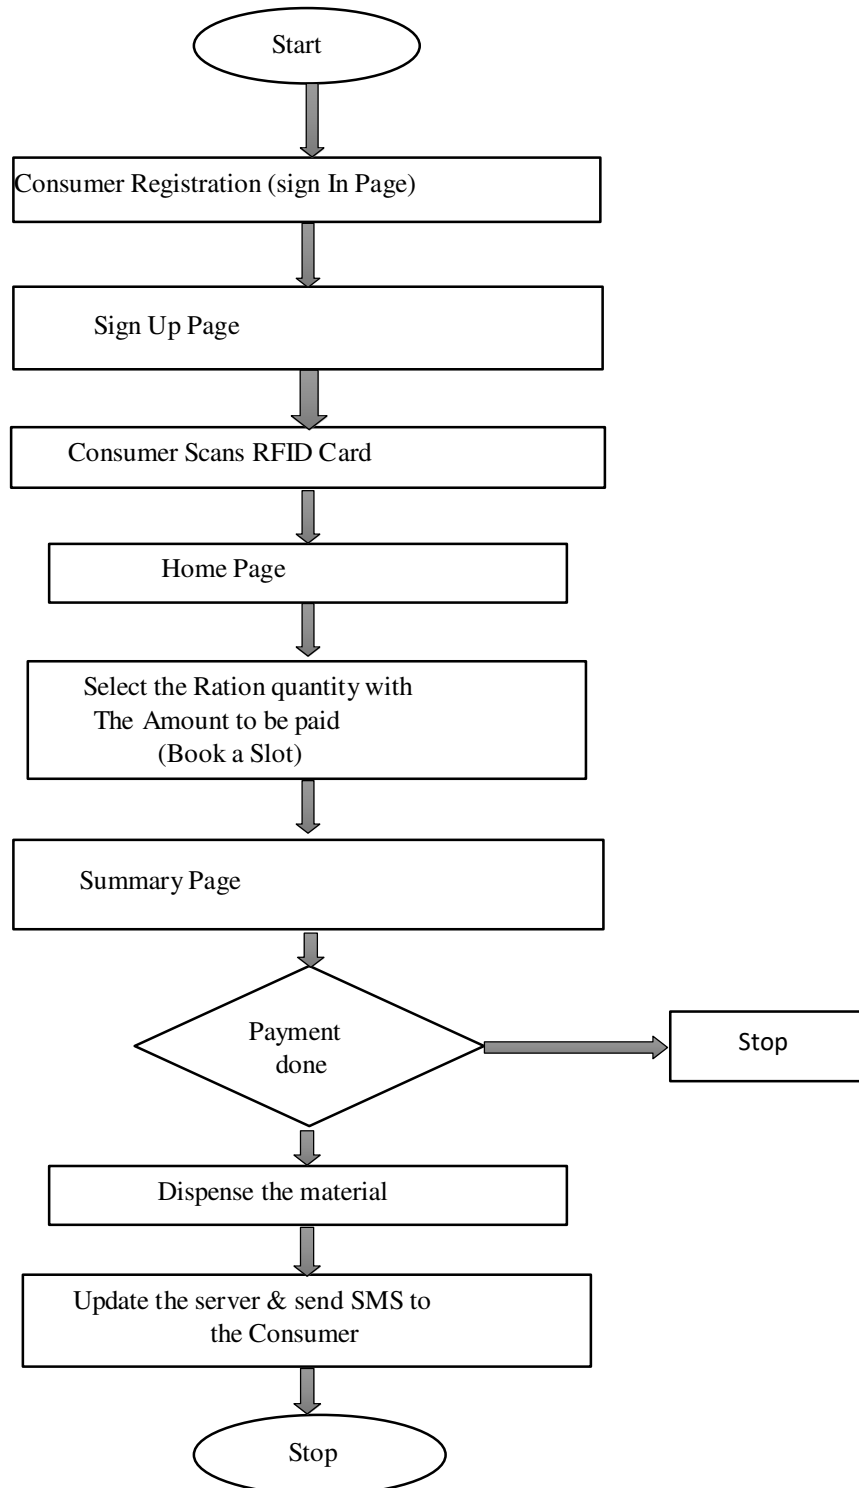 Start
Consumer Registration (sign In Page)
Sign Up Page
Consumer Scans RFID Card
Home Page
Select the Ration quantity with
The Amount to be paid
(Book a Slot)
Summary Page
Payment
done
Stop
Dispense the material
Update the server & send SMS to
the Consumer
Stop